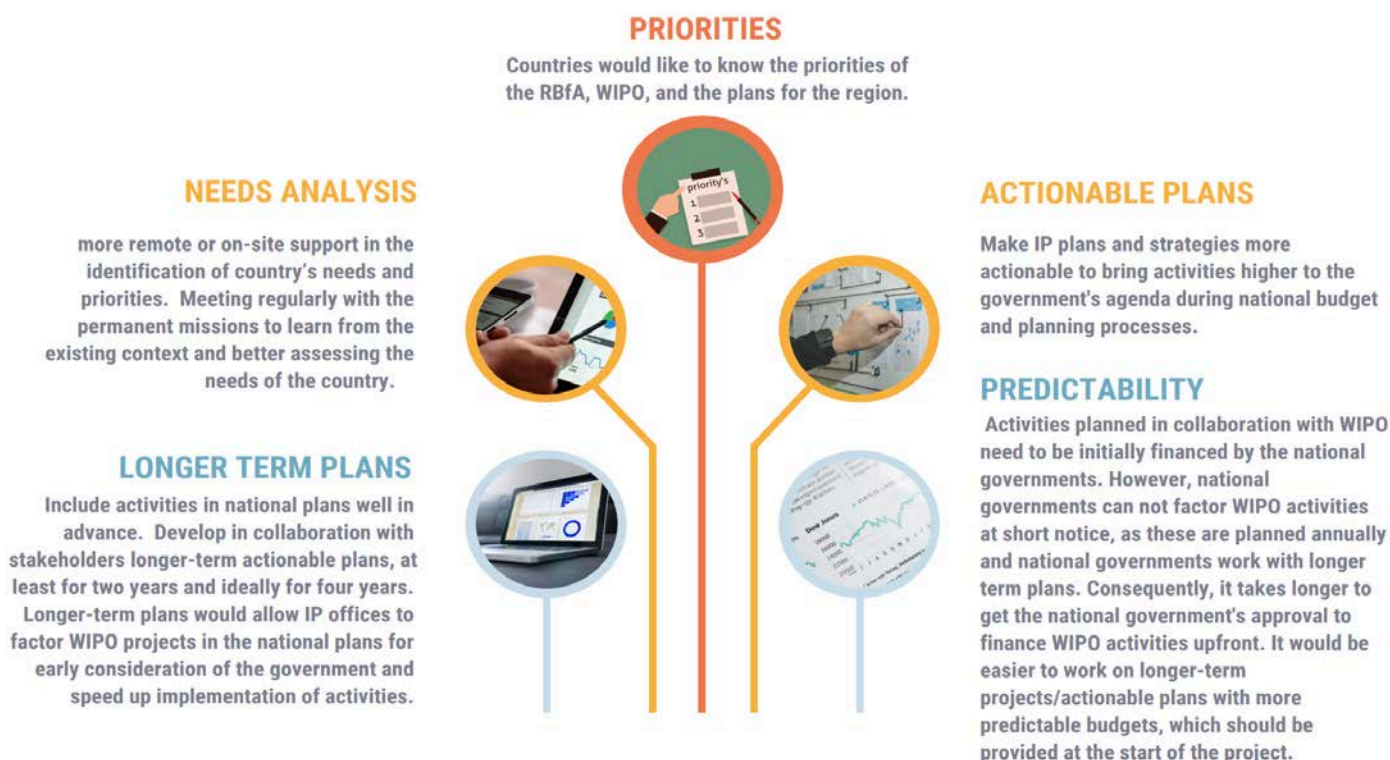 PRIORITIES
Countries would like to know the priorities of
the RBfA, WIPO, and the plans for the region.
priority's
1
2
3
NEEDS ANALYSIS
more remote or on-site support in the
identification of country's needs and
priorities. Meeting regularly with the
permanent missions to learn from the
existing context and better assessing the
needs of the country.
ACTIONABLE PLANS
Make IP plans and strategies more
actionable to bring activities higher to the
government's agenda during national budget
and planning processes.
LONGER TERM PLANS
Include activities in national plans well in
advance. Develop in collaboration with
stakeholders longer-term actionable plans, at
least for two years and ideally for four years.
Longer-term plans would allow IP offices to
factor WIPO projects in the national plans for
early consideration of the government and
speed up implementation of activities.
Dow Jones
PREDICTABILITY
Activities planned in collaboration with WIPO
need to be initially financed by the national
governments. However, national
governments can not factor WIPO activities
at short notice, as these are planned annually
and national governments work with longer
term plans. Consequently, it takes longer to
get the national government's approval to
finance WIPO activities upfront. It would be
easier to work on longer-term
projects/actionable plans with more
predictable budgets, which should be
provided at the start of the project.